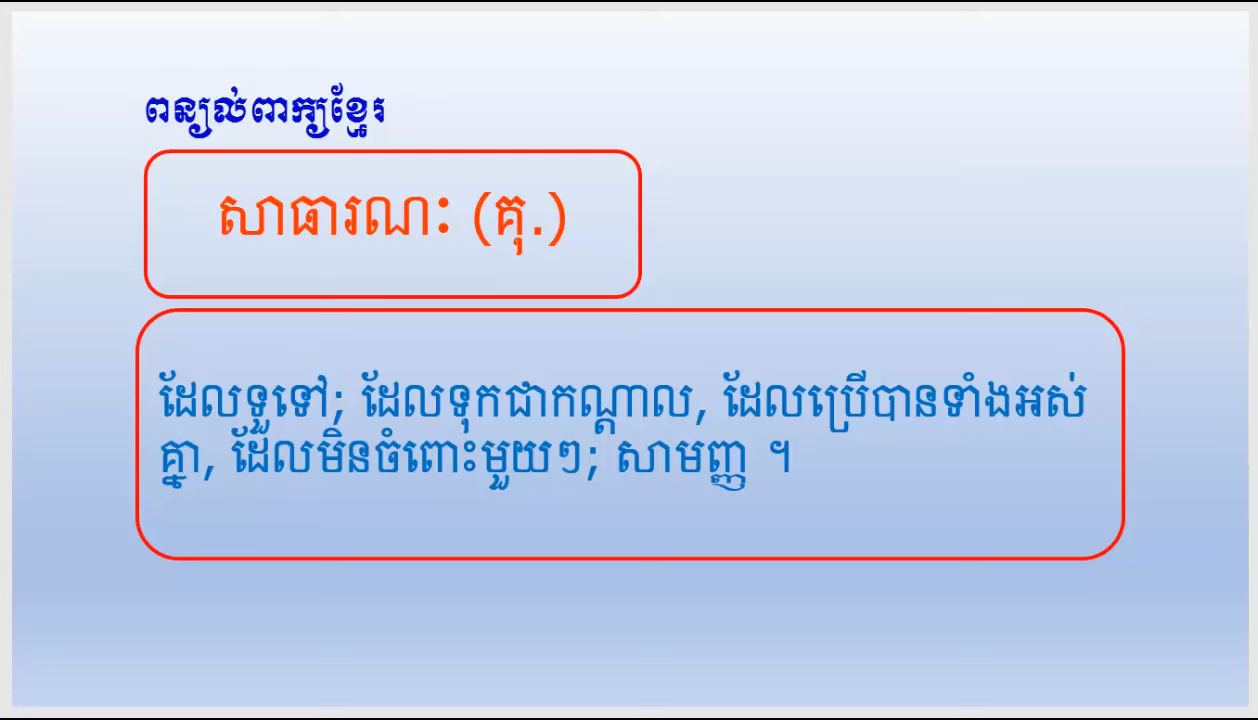 ពន្យល់ពាក្យខ្មែរ
សាធារណៈ (គុ.)
ដែលទួទៅ; ដែលទុកជាកណ្ដាល, ដែលប្រើបានទាំងអស់
គ្នា, ដែលមិនចំពោះមួយៗ; សាមញ្ញ ។